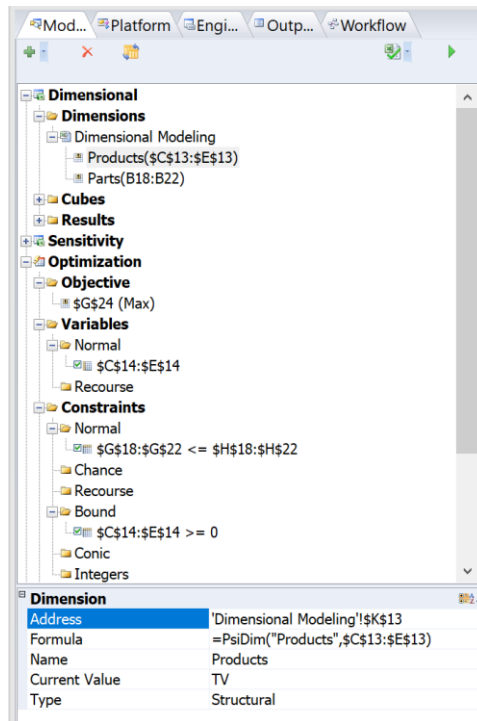 Mod... Platform Engi... Outp... Workflow
Dimensional
Dimensions
Dimensional Modeling
Products($C$13:$E$13)
Parts(B18:B22)
Cubes
Results
Sensitivity
Optimization
Objective
$G$24 (Max)
Variables
Normal
$C$14:$E$14
Recourse
Constraints
Normal
$G$18:$G$22 <= $H$18:$H$22
Chance
Recourse
Bound
$C$14:$E$14 >= 0
Conic
Integers
Dimension
Address 'Dimensional Modeling'!$K$13
Formula =PsiDim("Products",$C$13:$E$13)
Name Products
Current Value TV
Type Structural